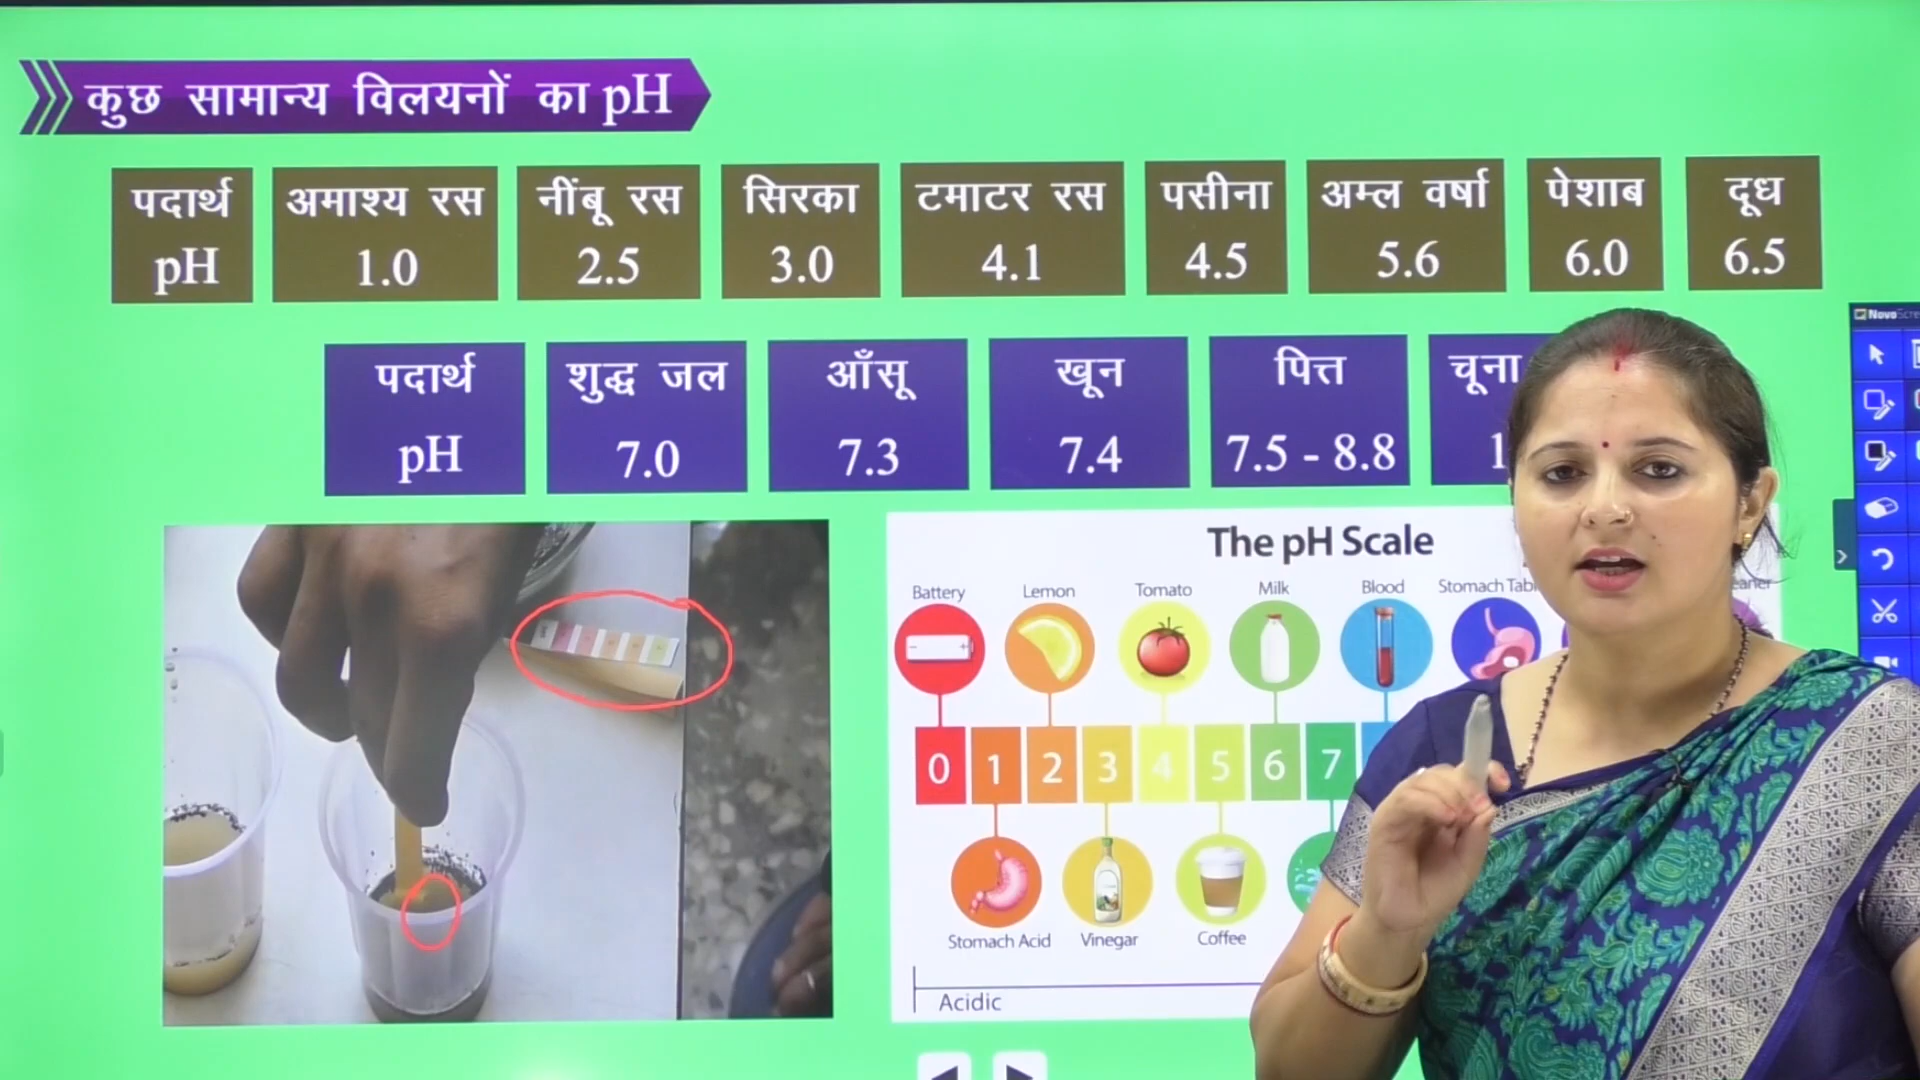 कुछ सामान्य विलयनों का pH
पदार्थ अमाश्य रस नींबू रस सिरका टमाटर रस पसीना अम्ल वर्षा पेशाब दूध
pH 1.0 2.5 3.0 4.1 4.5 5.6 6.0 6.5
पदार्थ शुद्ध जल आँसू खून पित्त चूना
pH 7.0 7.3 7.4 7.5 - 8.8
The pH Scale
Battery Lemon Tomato Milk Blood Stomach
0 1 2 3 4 5 6 7
Stomach Acid Vinegar Coffee
Acidic